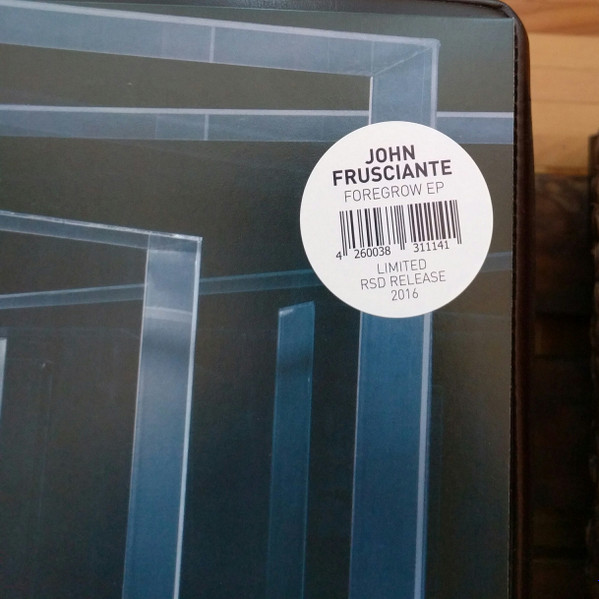 JOHN
FRUSCIANTE
FOREGROW EP
4 260038 311141
LIMITED
RSD RELEASE
2016